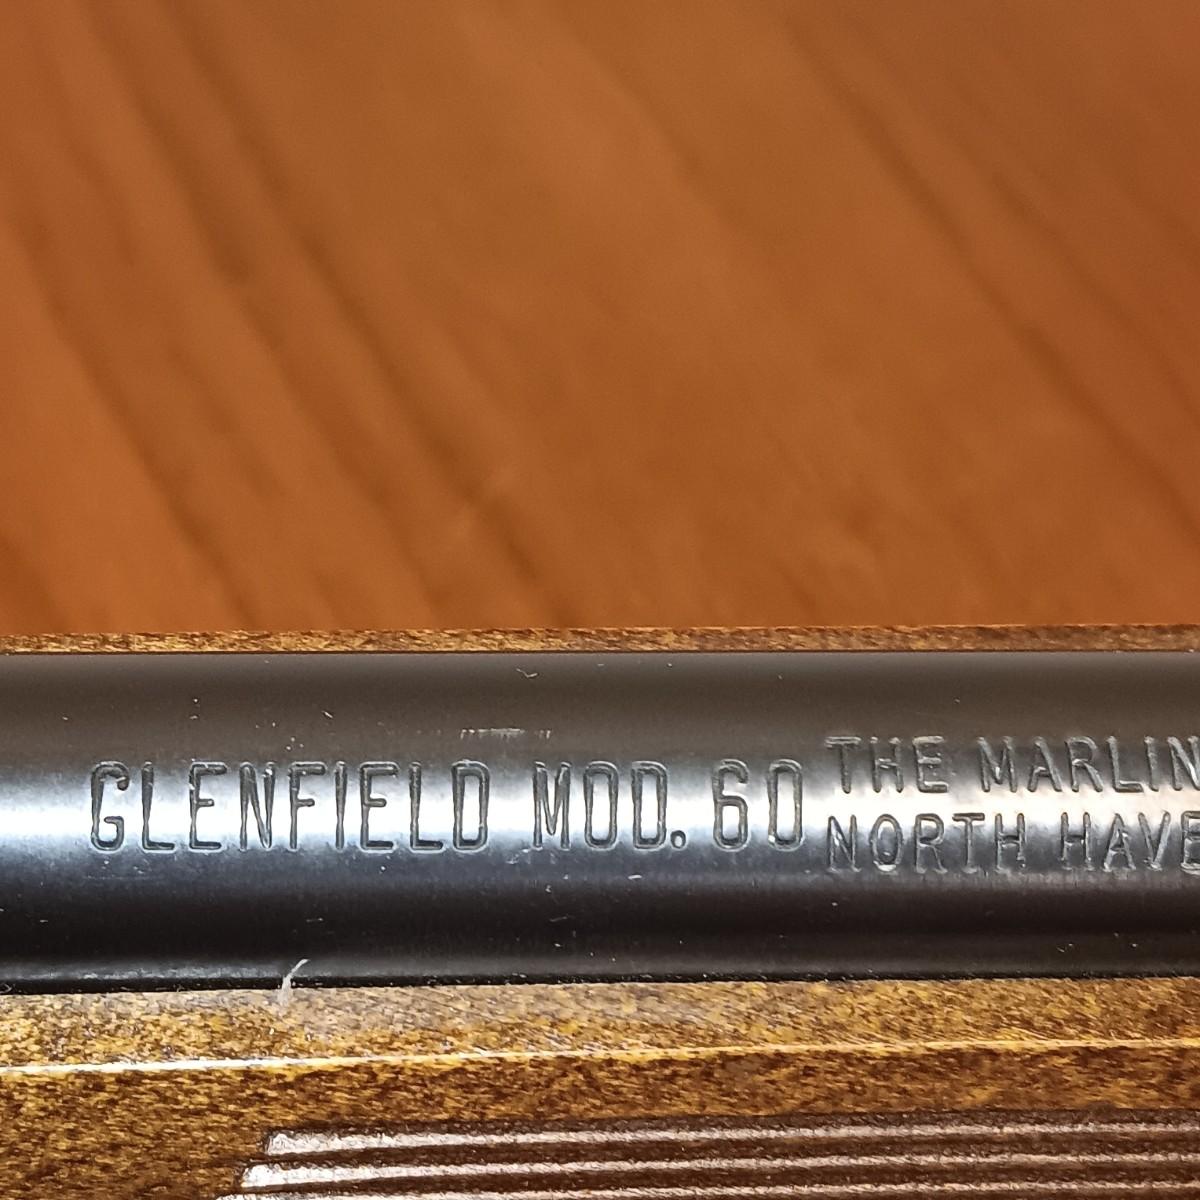 GLENFIELD MOD. 60
THE MARLIN
NORTH HAVE